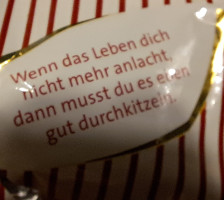 Wenn das Leben dich
nicht mehr anlacht,
dann musst du es eben
gut durchkitzeln.